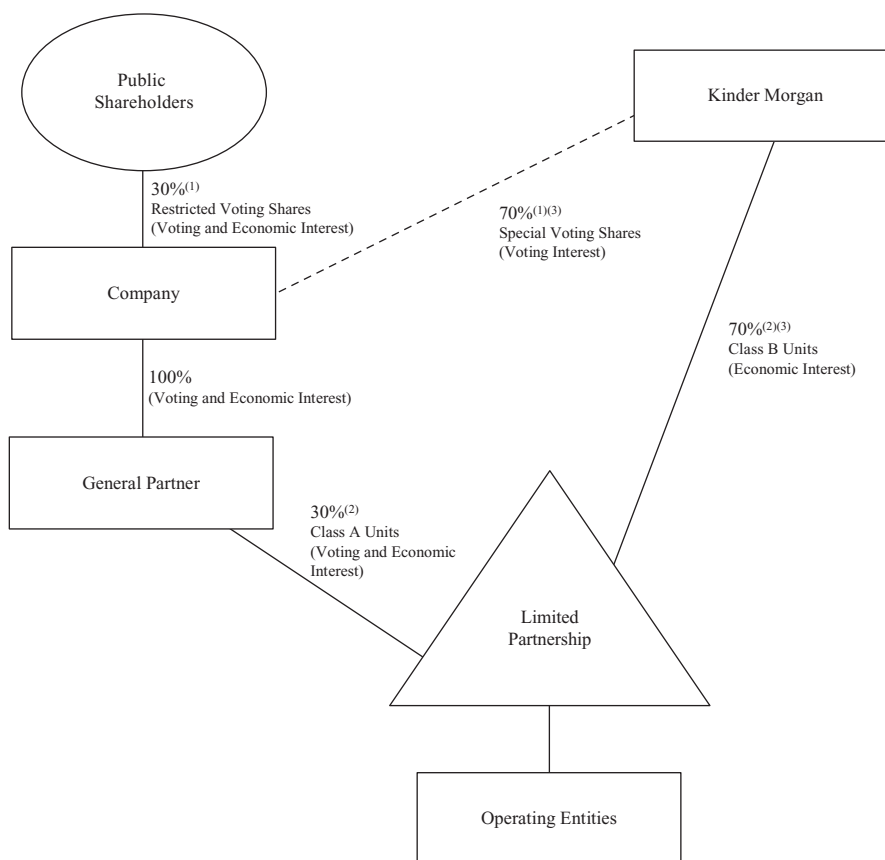 Public
Shareholders
Kinder Morgan
30%(1)
Restricted Voting Shares
(Voting and Economic Interest)
70%(1)(3)
Special Voting Shares
(Voting Interest)
Company
70%(2)(3)
Class B Units
(Economic Interest)
100%
(Voting and Economic Interest)
General Partner
30%(2)
Class A Units
(Voting and Economic
Interest)
Limited
Partnership
Operating Entities